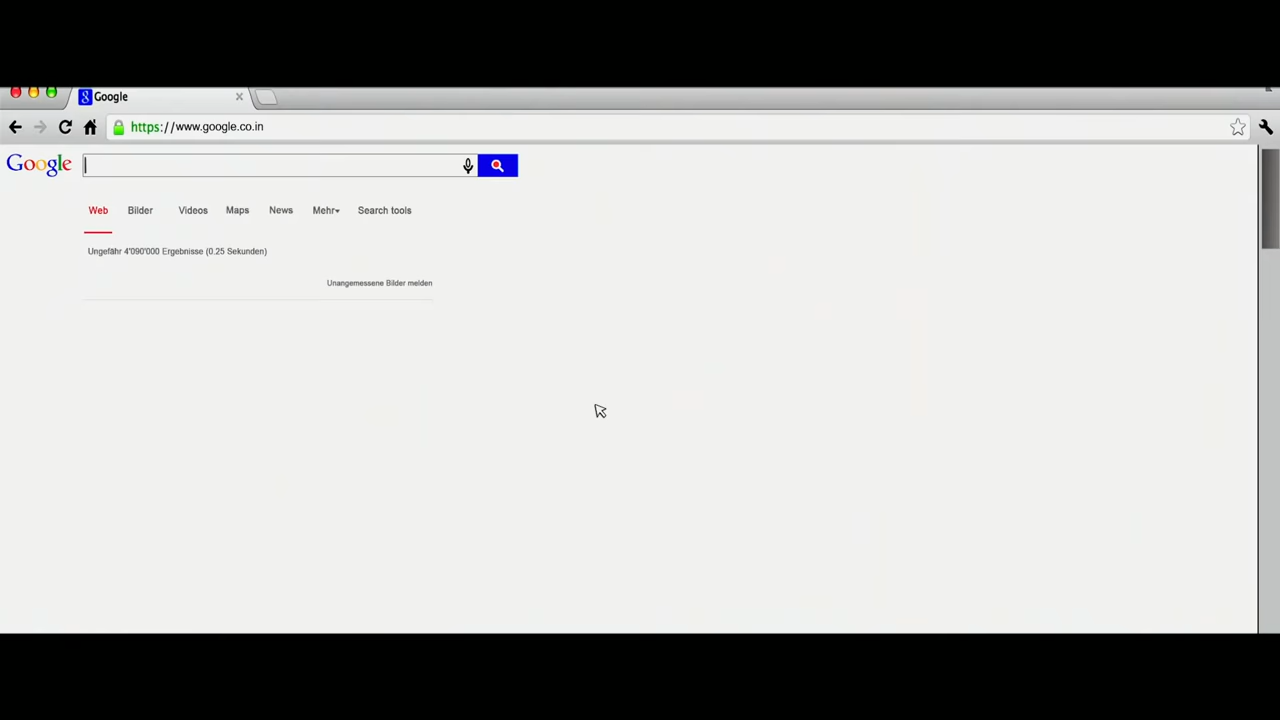 Google
https://www.google.co.in
Google
Web Bilder Videos Maps News Mehr Search tools
Ungefähr 4'090'000 Ergebnisse (0.25 Sekunden)
Unangemessene Bilder melden